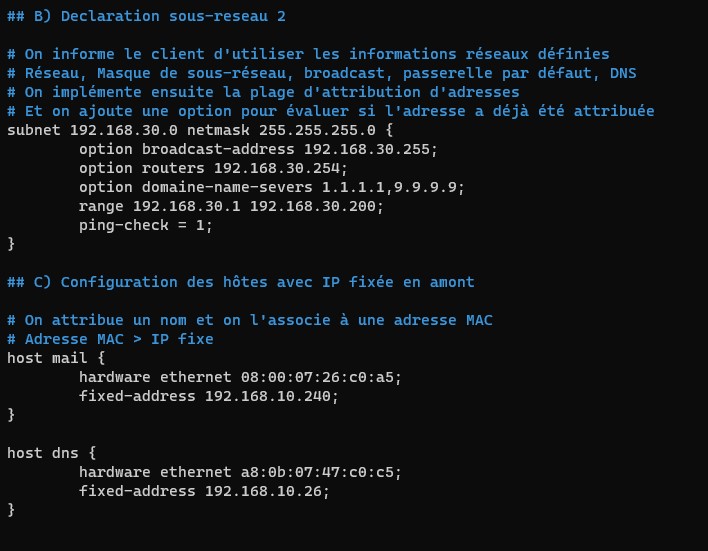 ## B) Declaration sous-reseau 2
# On informe le client d'utiliser les informations réseaux définies
# Réseau, Masque de sous-réseau, broadcast, passerelle par défaut, DNS
# On implémente ensuite la plage d'attribution d'adresses
# Et on ajoute une option pour évaluer si l'adresse a déjà été attribuée
subnet 192.168.30.0 netmask 255.255.255.0 {
option broadcast-address 192.168.30.255;
option routers 192.168.30.254;
option domaine-name-severs 1.1.1.1,9.9.9.9;
range 192.168.30.1 192.168.30.200;
ping-check = 1;
}
## C) Configuration des hôtes avec IP fixée en amont
# On attribue un nom et on l'associe à une adresse MAC
# Adresse MAC > IP fixe
host mail {
hardware ethernet 08:00:07:26:c0:a5;
fixed-address 192.168.10.240;
}
host dns {
hardware ethernet a8:0b:07:47:c0:c5;
fixed-address 192.168.10.26;
}